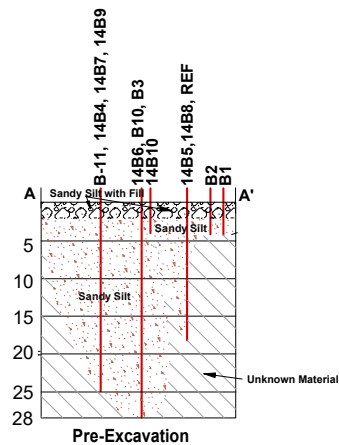 B-11, 14B4, 14B7, 14B9
14B6, B10, B3
14B10
14B5,14B8, REF
B2
B1
A
A'
Sandy Silt with Fill
Sandy Silt
5
10
Sandy Silt
15
20
Unknown Material
25
28
Pre-Excavation